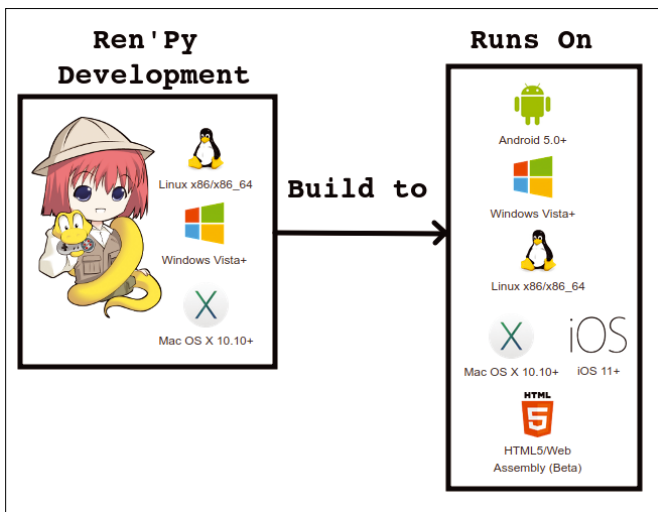 Ren'Py
Development
Linux x86/x86_64
Windows Vista+
X
Mac OS X 10.10+
Build to
Runs On
Android 5.0+
Windows Vista+
Linux x86/x86_64
X
Mac OS X 10.10+
iOS
iOS 11+
HTML
5
HTML5/Web
Assembly (Beta)